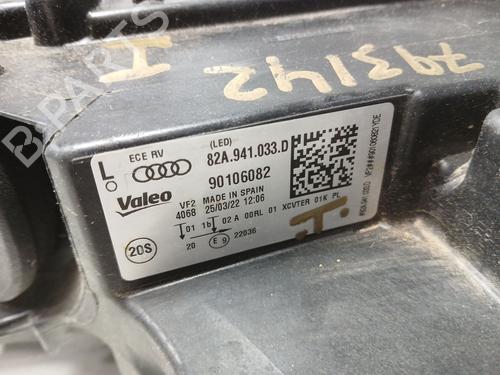 793142
I
L
O
ECE RV
(LED)
82A.941.033.D
Valeo
90106082
VF2 MADE IN SPAIN
4068 25/03/22 12:06
01 1b 02 A 00RL 01 XCVTER 01K PL
20S
20 E9 22036
I.
B-PARTS